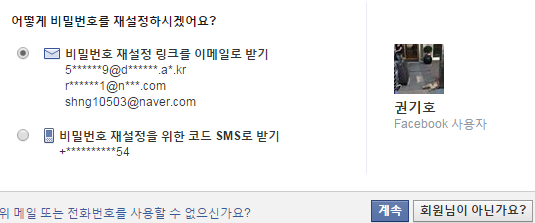 어떻게 비밀번호를 재설정하시겠어요?
비밀번호 재설정 링크를 이메일로 받기
5******9@d******.a*.kr
r******1@n***.com
shng10503@naver.com
비밀번호 재설정을 위한 코드 SMS로 받기
+**********54
권기호
Facebook 사용자
위 메일 또는 전화번호를 사용할 수 없으신가요?
계속
회원님이 아닌가요?